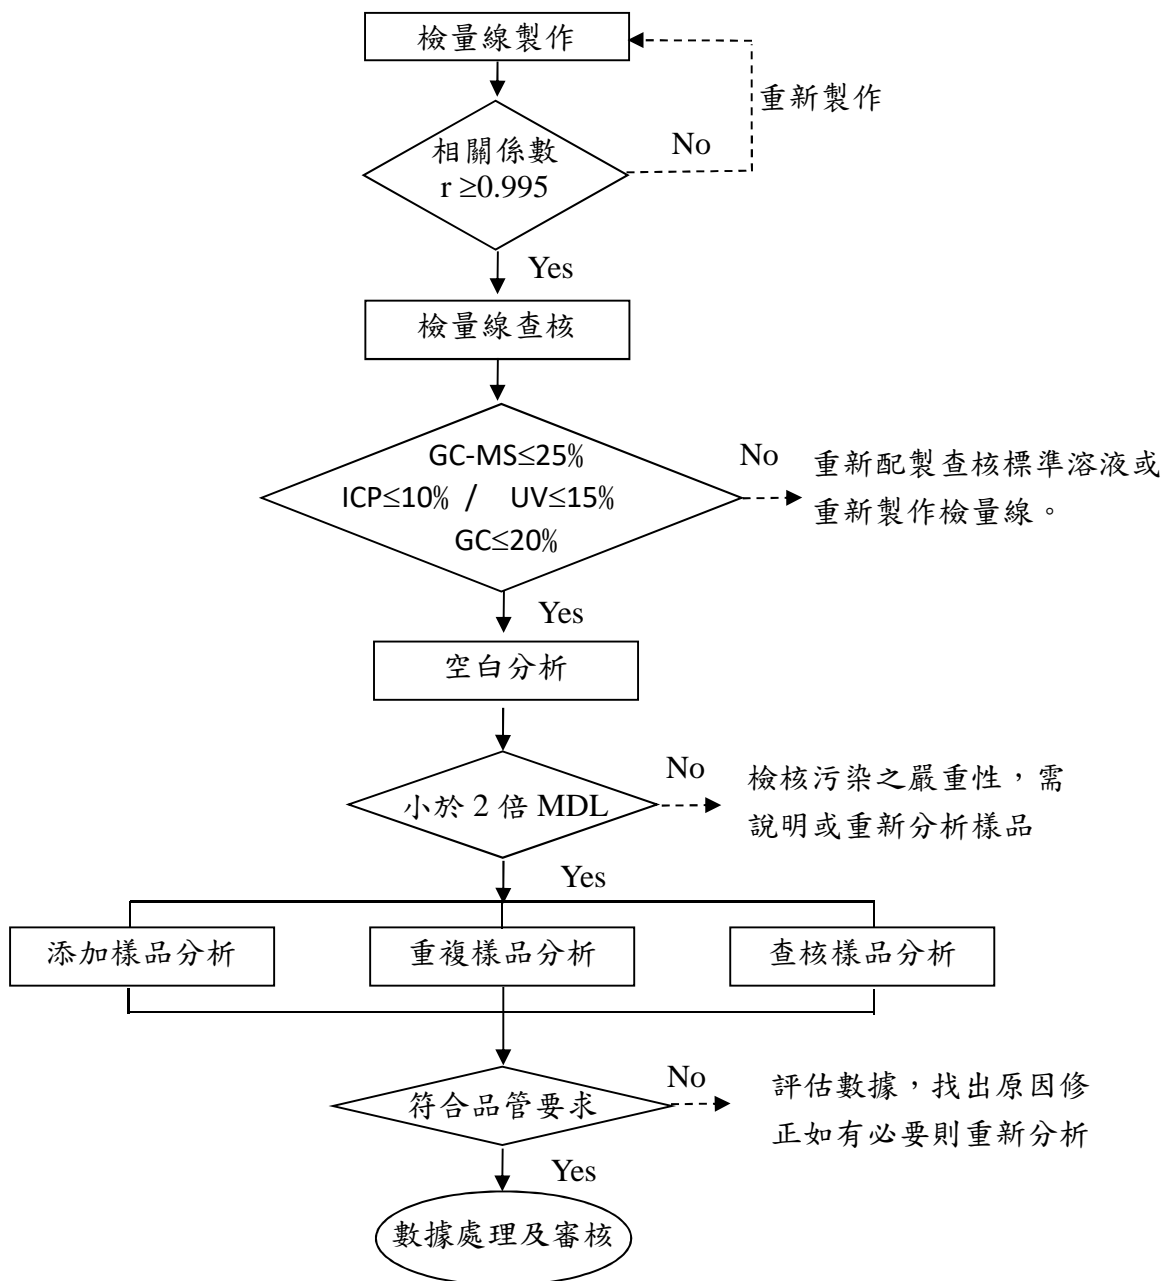 檢量線製作
重新製作
相關係數
r ≥0.995
No
Yes
檢量線查核
GC-MS≤25%
ICP≤10% / UV≤15%
GC≤20%
No
重新配製查核標準溶液或
重新製作檢量線。
Yes
空白分析
小於 2 倍 MDL
No
檢核污染之嚴重性，需
說明或重新分析樣品
Yes
添加樣品分析
重複樣品分析
查核樣品分析
符合品管要求
No
評估數據，找出原因修
正如有必要則重新分析
Yes
數據處理及審核